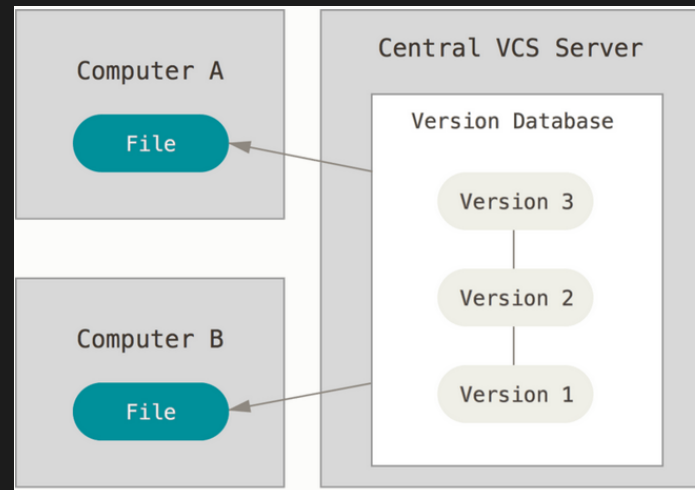 Computer A
File
Computer B
File
Central VCS Server
Version Database
Version 3
Version 2
Version 1